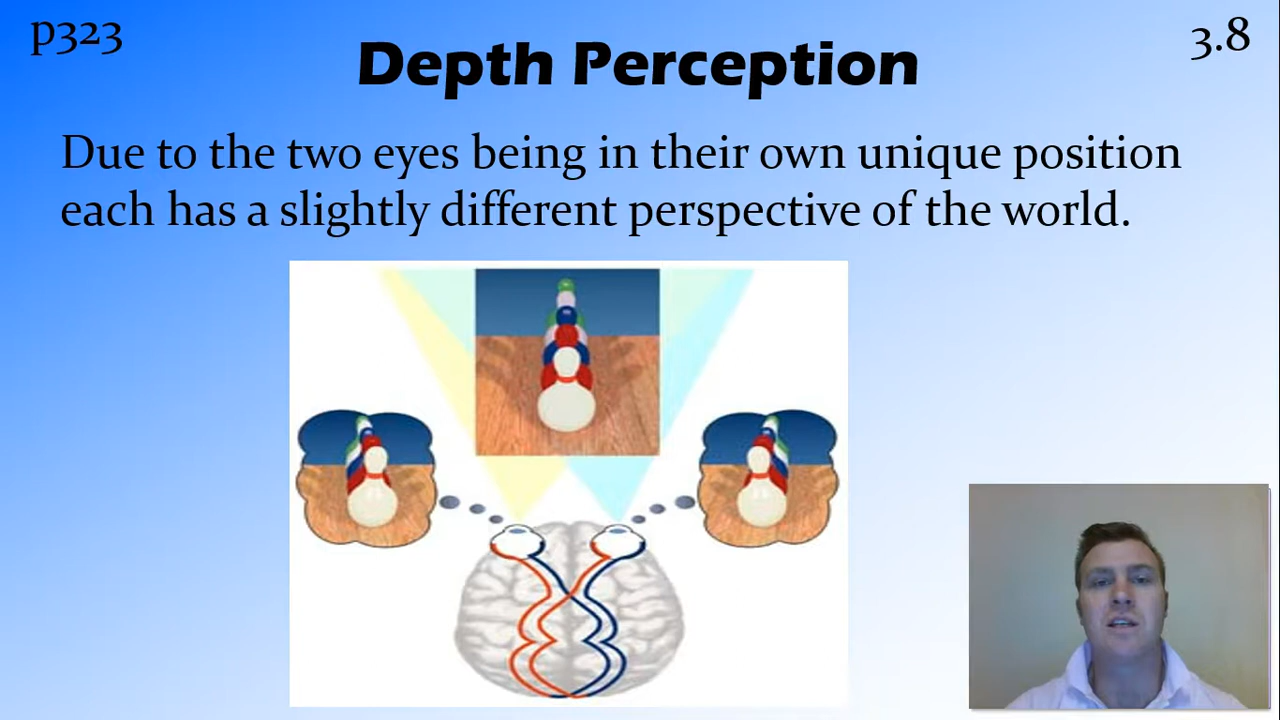 p323
3.8
Depth Perception
Due to the two eyes being in their own unique position
each has a slightly different perspective of the world.